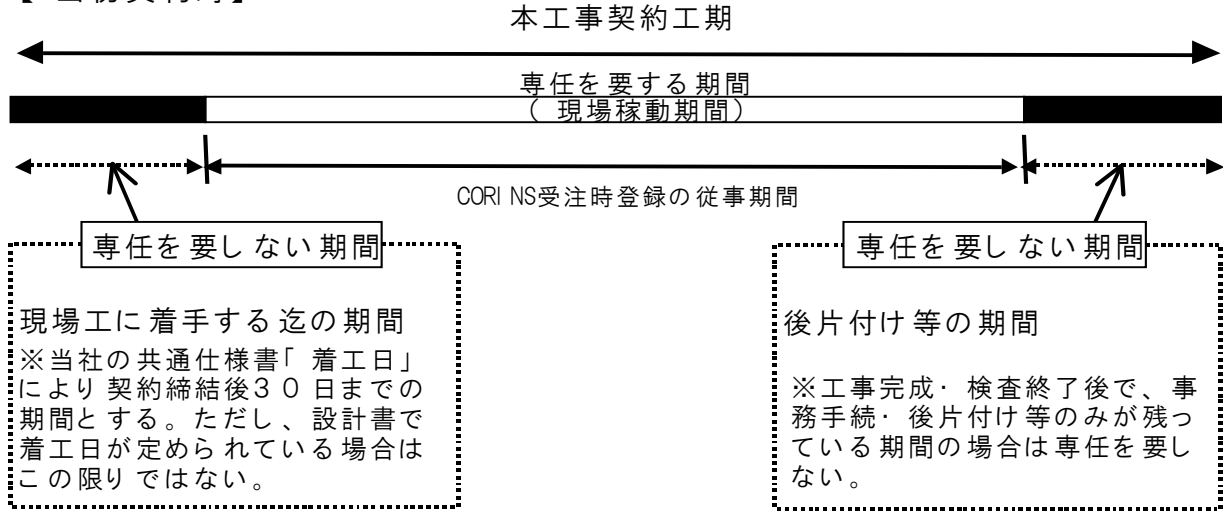 本工事契約工期
専任を要する期間
(現場稼動期間)
CORINS受注時登録の従事期間
専任を要しない期間
現場工に着手する迄の期間
※当社の共通仕様書「着工日」
により契約締結後30日までの
期間とする。ただし、設計書で
着工日が定められている場合は
この限りではない。
専任を要しない期間
後片付け等の期間
※工事完成・検査終了後で、事
務手続・後片付け等のみが残っ
ている期間の場合は専任を要し
ない。